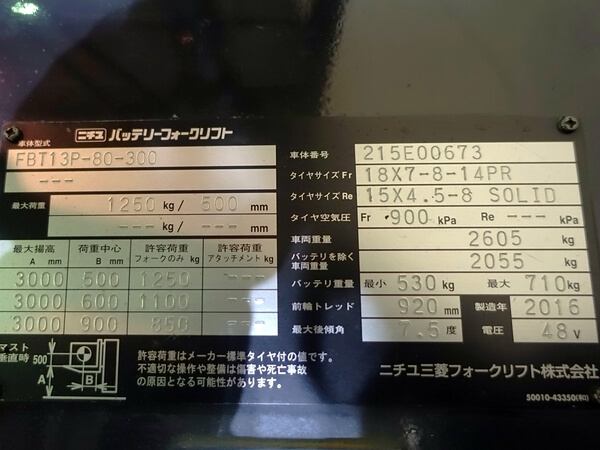 ニチユ バッテリーフォークリフト
車体型式
FBT13P-80-300
---
最大荷重 1250 kg / 500 mm
--- kg / --- mm
最大揚高 A mm 荷重中心 B mm 許容荷重 フォークのみ kg 許容荷重 アタッチメント kg
3000 500 1250 ---
3000 600 1100 ---
3000 900 850 ---
マスト垂直時 500 A B
許容荷重はメーカー標準タイヤ付の値です。
不適切な操作や整備は傷害や死亡事故
の原因となる可能性があります。
車体番号 215E00673
タイヤサイズ Fr 18X7-8-14PR
タイヤサイズ Re 15X4.5-8 SOLID
タイヤ空気圧 Fr 900 kPa Re --- kPa
車両重量 2605 kg
バッテリを除く車両重量 2055 kg
バッテリ重量 最小 530 kg 最大 710 kg
前輪トレッド 920 mm 製造年 2016
最大後傾角 7.5 度 電圧 48 V
ニチユ三菱フォークリフト株式会社
50010-43350(和)